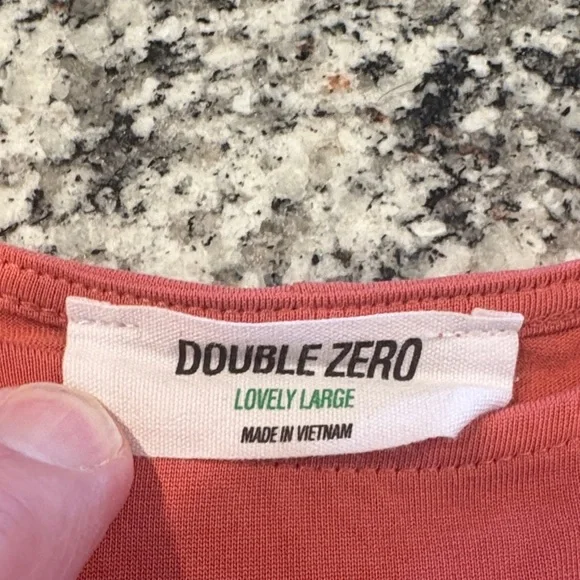 DOUBLE ZERO
LOVELY LARGE
MADE IN VIETNAM